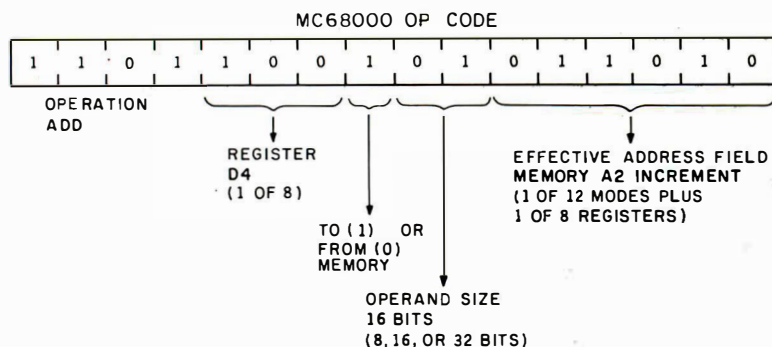 MC68000 OP CODE
1 1 0 1 1 0 0 1 0 1 0 1 1 0 1 0
OPERATION
ADD
REGISTER
D4
(1 OF 8)
TO (1) OR
FROM (0)
MEMORY
OPERAND SIZE
16 BITS
(8, 16, OR 32 BITS)
EFFECTIVE ADDRESS FIELD
MEMORY A2 INCREMENT
(1 OF 12 MODES PLUS
1 OF 8 REGISTERS)